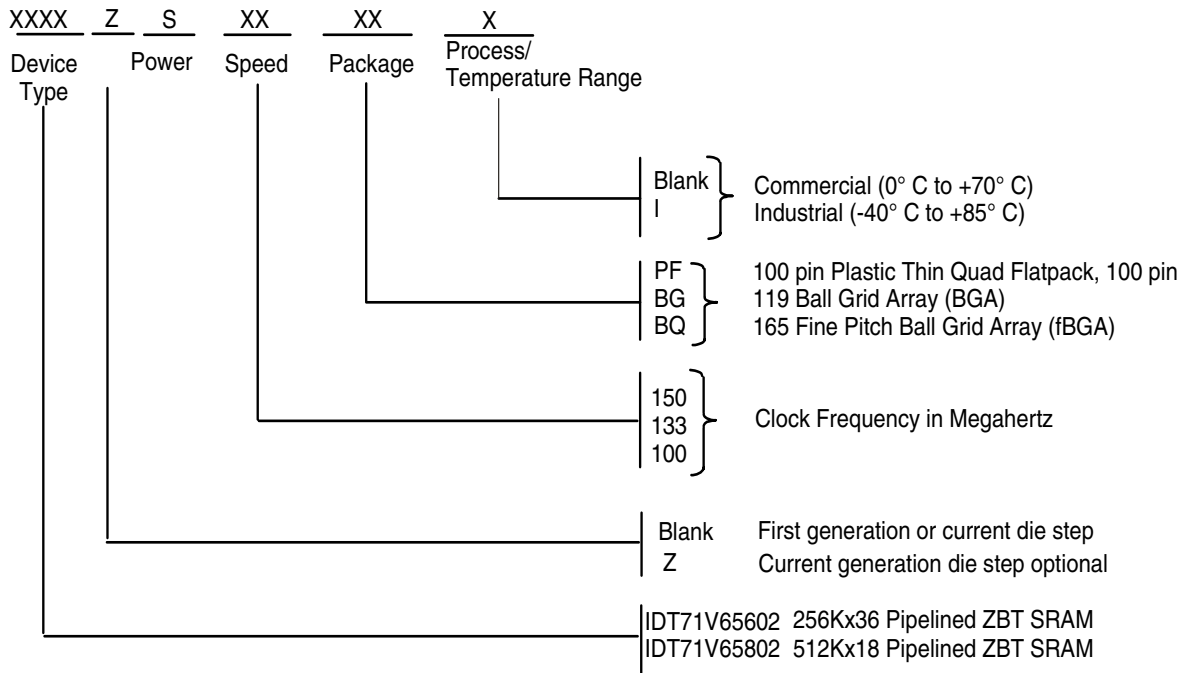 XXXX Z S XX XX X
Device Type Power Speed Package Process/
Temperature Range
Blank Commercial (0° C to +70° C)
I Industrial (-40° C to +85° C)
PF 100 pin Plastic Thin Quad Flatpack, 100 pin
BG 119 Ball Grid Array (BGA)
BQ 165 Fine Pitch Ball Grid Array (fBGA)
150
133 Clock Frequency in Megahertz
100
Blank First generation or current die step
Z Current generation die step optional
IDT71V65602 256Kx36 Pipelined ZBT SRAM
IDT71V65802 512Kx18 Pipelined ZBT SRAM